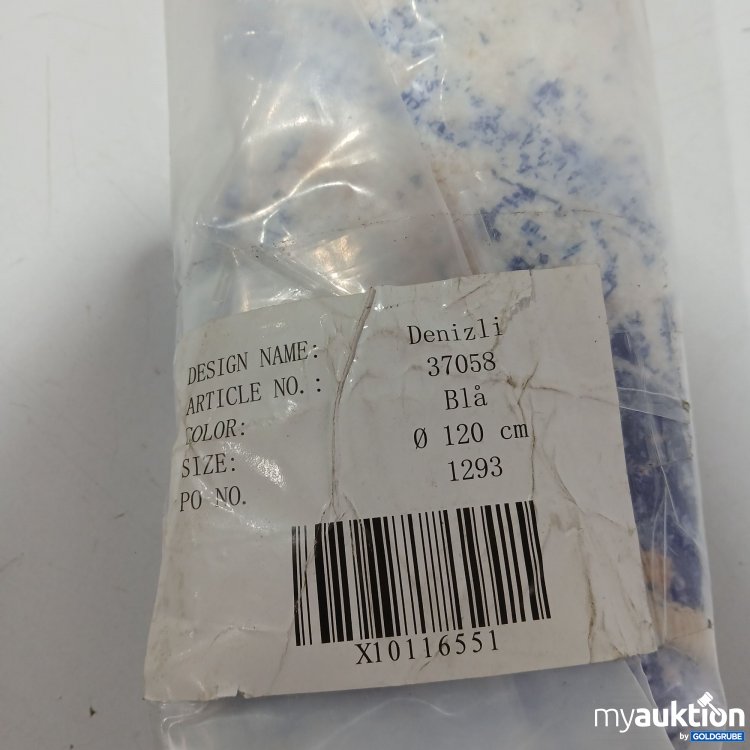 DESIGN NAME: Denizli
ARTICLE NO.: 37058
COLOR: Blå
SIZE: Ø 120 cm
PO NO. 1293
X10116551
myauktion
by GOLDGRUBE